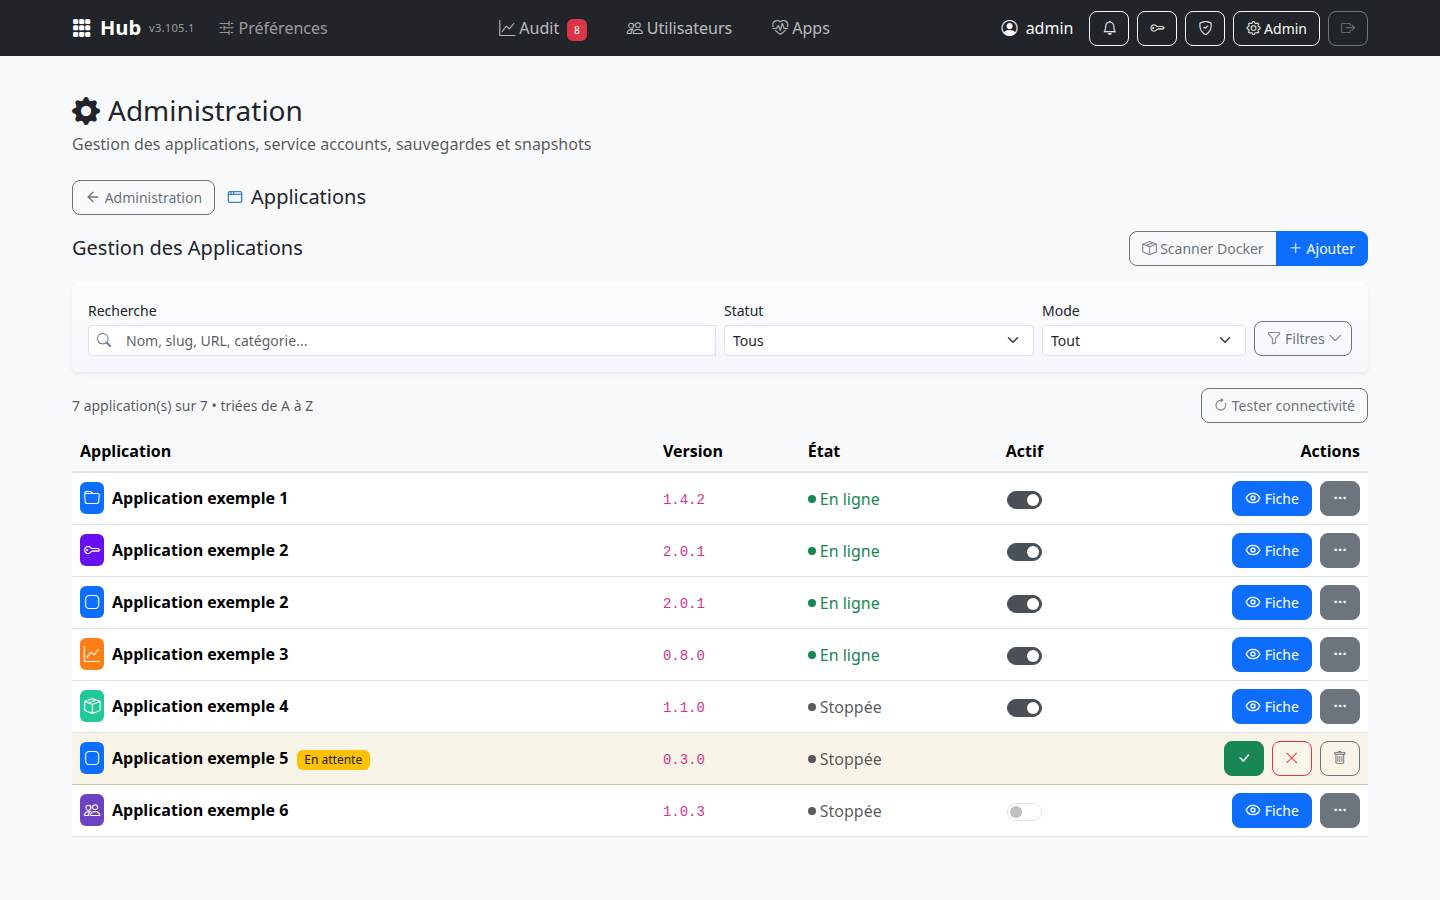 Hub v3.105.1 Préférences Audit 8 Utilisateurs Apps admin Admin
Administration
Gestion des applications, service accounts, sauvegardes et snapshots
Administration Applications
Gestion des Applications Scanner Docker Ajouter
Recherche Statut Mode
Nom, slug, URL, catégorie... Tous Tout Filtres
7 application(s) sur 7 • triées de A à Z Tester connectivité
Application Version État Actif Actions
Application exemple 1 1.4.2 En ligne Fiche
Application exemple 2 2.0.1 En ligne Fiche
Application exemple 2 2.0.1 En ligne Fiche
Application exemple 3 0.8.0 En ligne Fiche
Application exemple 4 1.1.0 Stoppée Fiche
Application exemple 5 En attente 0.3.0 Stoppée
Application exemple 6 1.0.3 Stoppée Fiche